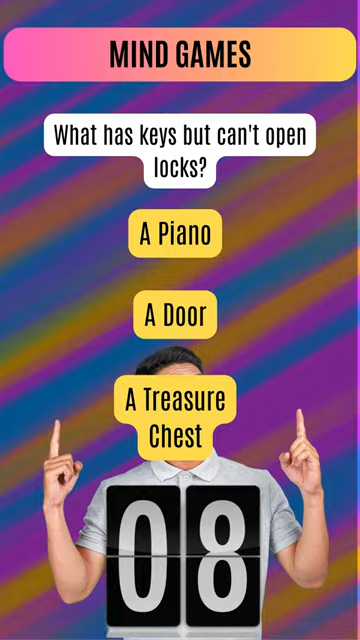 MIND GAMES
What has keys but can't open
locks?
A Piano
A Door
A Treasure
Chest
08